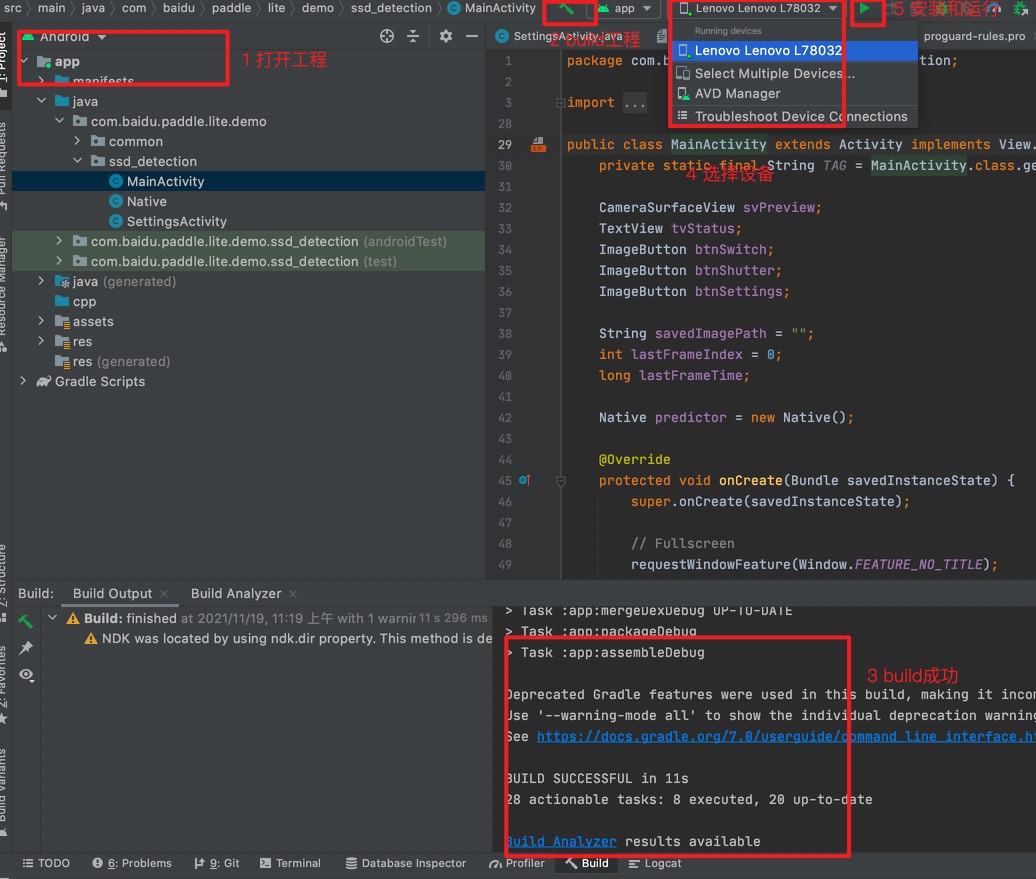 src
main
java
com
baidu
paddle
lite
demo
ssd_detection
MainActivity
app
Lenovo Lenovo L78032
5 安装和运行
Android
SettingsActivity.java
proguard-rules.pro
2 build工程
Running devices
Lenovo Lenovo L78032
Select Multiple Devices...
AVD Manager
Troubleshoot Device Connections
4 选择设备
1 打开工程
app
manifests
java
com.baidu.paddle.lite.demo
common
ssd_detection
MainActivity
Native
SettingsActivity
com.baidu.paddle.lite.demo.ssd_detection (androidTest)
com.baidu.paddle.lite.demo.ssd_detection (test)
java (generated)
cpp
assets
res
res (generated)
Gradle Scripts
1: Project
Pull Requests
Resource Manager
Z: Structure
2: Favorites
Build Variants
1 package com.b tion;
2
3 import ...
28
29 public class MainActivity extends Activity implements View.
30 private static final String TAG = MainActivity.class.ge
31
32 CameraSurfaceView svPreview;
33 TextView tvStatus;
34 ImageButton btnSwitch;
35 ImageButton btnShutter;
36 ImageButton btnSettings;
37
38 String savedImagePath = "";
39 int lastFrameIndex = 0;
40 long lastFrameTime;
41
42 Native predictor = new Native();
43
44 @Override
45 protected void onCreate(Bundle savedInstanceState) {
46 super.onCreate(savedInstanceState);
47
48 // Fullscreen
49 requestWindowFeature(Window.FEATURE_NO_TITLE);
Build:
Build Output
Build Analyzer
Build: finished at 2021/11/19, 11:19 上午 with 1 warnir 11 s 296 ms
NDK was located by using ndk.dir property. This method is de
> Task :app:mergeDexDebug UP-TO-DATE
> Task :app:packageDebug
> Task :app:assembleDebug
3 build成功
Deprecated Gradle features were used in this build, making it incom
Use '--warning-mode all' to show the individual deprecation warning
See https://docs.gradle.org/7.0/userguide/command_line_interface.ht
BUILD SUCCESSFUL in 11s
28 actionable tasks: 8 executed, 20 up-to-date
Build Analyzer results available
TODO
6: Problems
9: Git
Terminal
Database Inspector
Profiler
Build
Logcat